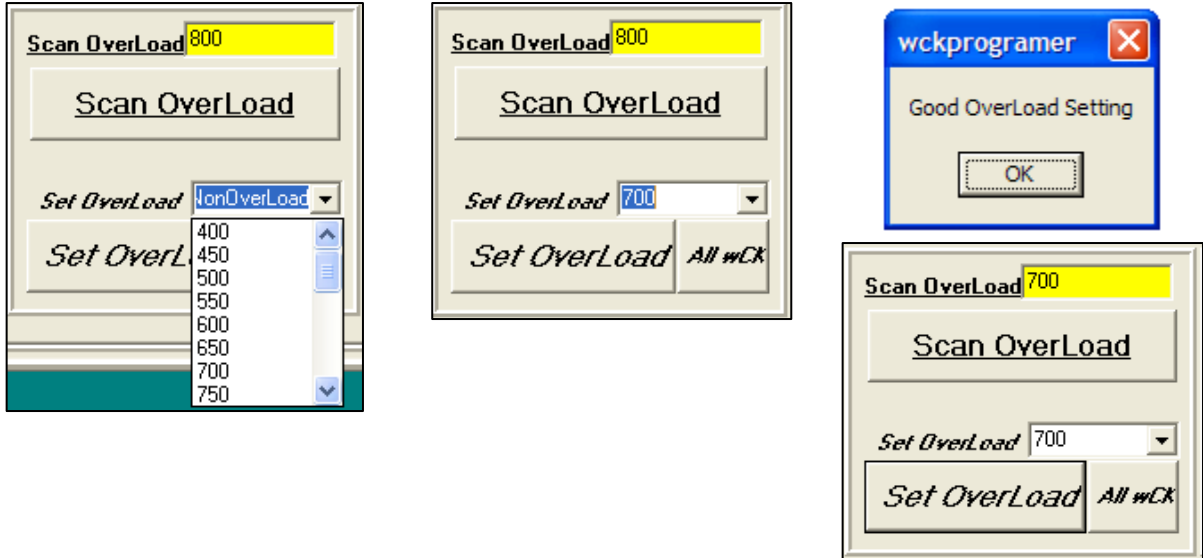 Scan OverLoad 800
Scan OverLoad
Set OverLoad NonOverLoad
Set OverL
400
450
500
550
600
650
700
750
Scan OverLoad 800
Scan OverLoad
Set OverLoad 700
Set OverLoad All wCK
wckprogramer
Good OverLoad Setting
OK
Scan OverLoad 700
Scan OverLoad
Set OverLoad 700
Set OverLoad All wCK